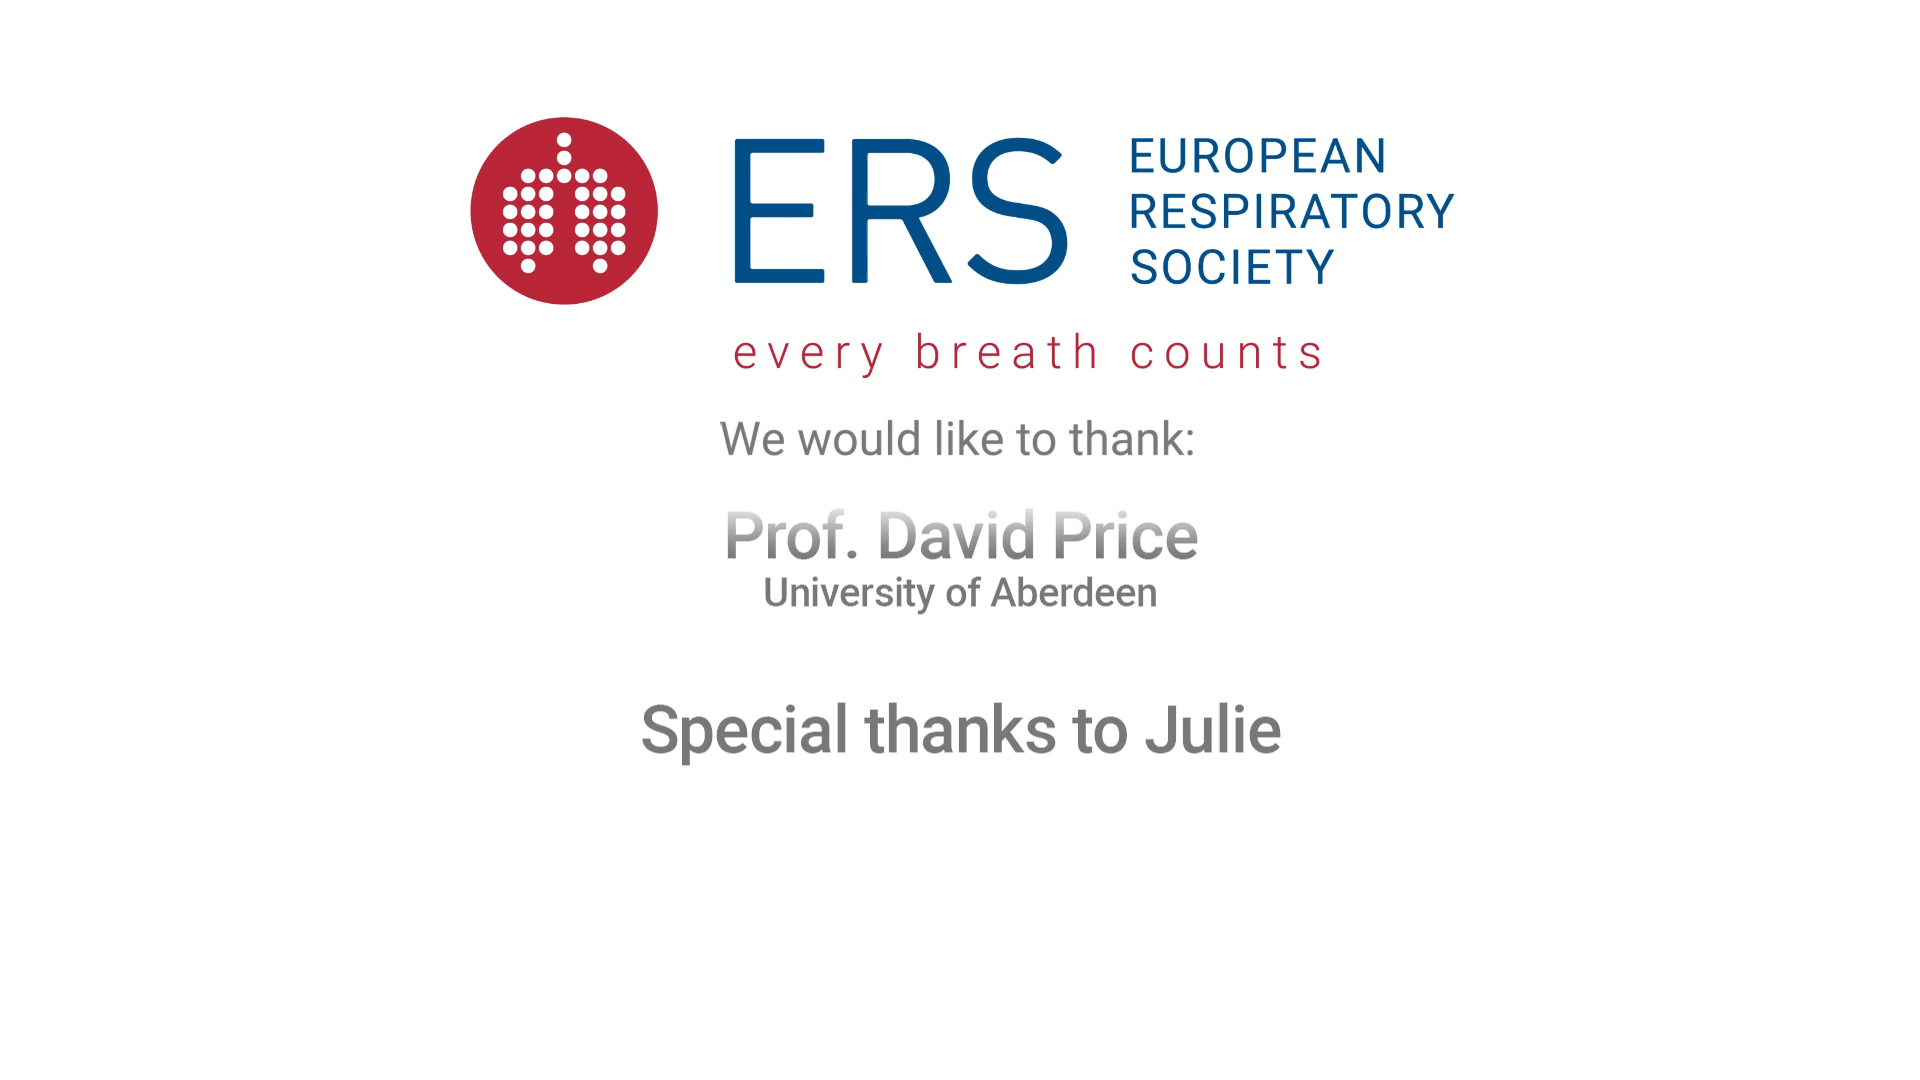 ERS
EUROPEAN
RESPIRATORY
SOCIETY
every breath counts
We would like to thank:
Prof. David Price
University of Aberdeen
Special thanks to Julie